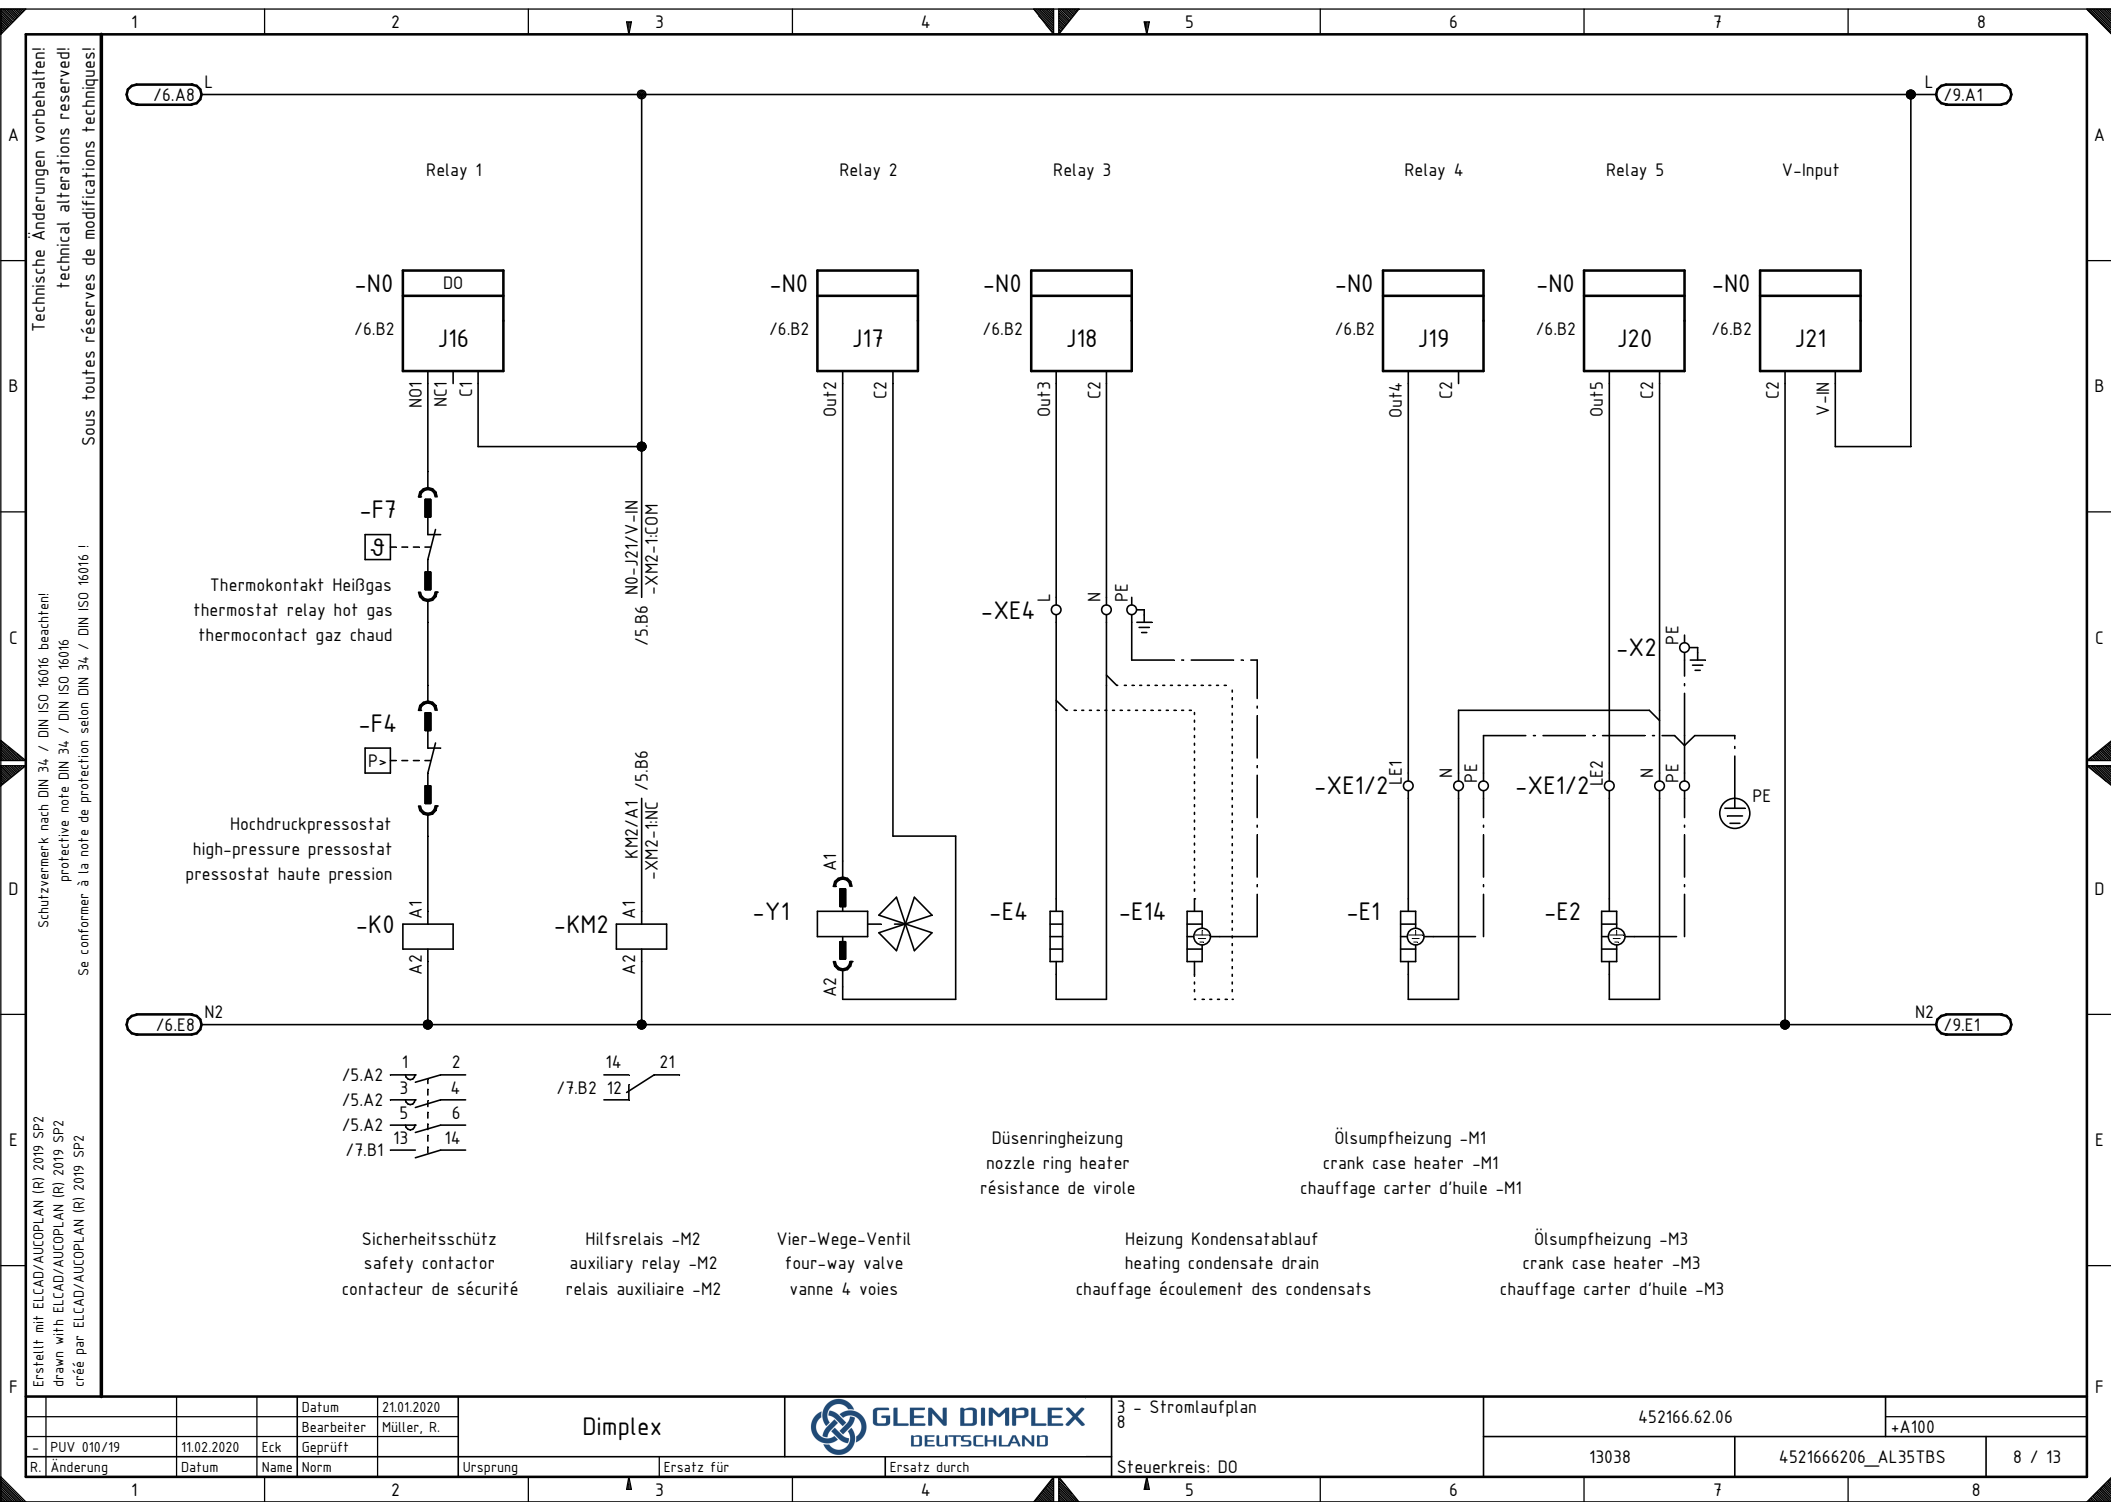 1 2 3 4 5 6 7 8
Technische Änderungen vorbehalten!
technical alterations reserved!
Sous toutes réserves de modifications techniques!
Schutzvermerk nach DIN 34 / DIN ISO 16016 beachten!
protective note DIN 34 / DIN ISO 16016
Se conformer à la note de protection selon DIN 34 / DIN ISO 16016 !
Erstellt mit ELCAD/AUCOPLAN (R) 2019 SP2
drawn with ELCAD/AUCOPLAN (R) 2019 SP2
créé par ELCAD/AUCOPLAN (R) 2019 SP2
A A
B B
C C
D D
E E
F F
/6.A8 L
L /9.A1
Relay 1 Relay 2 Relay 3 Relay 4 Relay 5 V-Input
-N0 DO -N0 -N0 -N0 -N0 -N0
/6.B2 J16 /6.B2 J17 /6.B2 J18 /6.B2 J19 /6.B2 J20 /6.B2 J21
NO1 NC1 C1 Out2 C2 Out3 C2 Out4 C2 Out5 C2 C2 V-IN
-F7
ϑ
Thermokontakt Heißgas
thermostat relay hot gas
thermocontact gaz chaud
/5.B6 N0-J21/V-IN
-XM2-1:COM
-XE4 L N PE
-X2 PE
-F4
P>
Hochdruckpressostat
high-pressure pressostat
pressostat haute pression
KM2/A1 /5.B6
-XM2-1:NC
-XE1/2 LE1 N PE -XE1/2 LE2 N PE
PE
-K0 A1 A2
-KM2 A1 A2
-Y1 A1 A2
-E4 -E14 -E1 -E2
/6.E8 N2
N2 /9.E1
/5.A2 1 2
/5.A2 3 4
/5.A2 5 6
/7.B1 13 14
14 21
/7.B2 12
Düsenringheizung
nozzle ring heater
résistance de virole
Ölsumpfheizung -M1
crank case heater -M1
chauffage carter d'huile -M1
Sicherheitsschütz
safety contactor
contacteur de sécurité
Hilfsrelais -M2
auxiliary relay -M2
relais auxiliaire -M2
Vier-Wege-Ventil
four-way valve
vanne 4 voies
Heizung Kondensatablauf
heating condensate drain
chauffage écoulement des condensats
Ölsumpfheizung -M3
crank case heater -M3
chauffage carter d'huile -M3
Datum 21.01.2020
Bearbeiter Müller, R.
- PUV 010/19 11.02.2020 Eck Geprüft
R. Änderung Datum Name Norm
Dimplex
Ursprung Ersatz für Ersatz durch
GLEN DIMPLEX
DEUTSCHLAND
3 - Stromlaufplan
8
Steuerkreis: DO
452166.62.06
+A100
13038 4521666206_AL35TBS 8 / 13
1 2 3 4 5 6 7 8